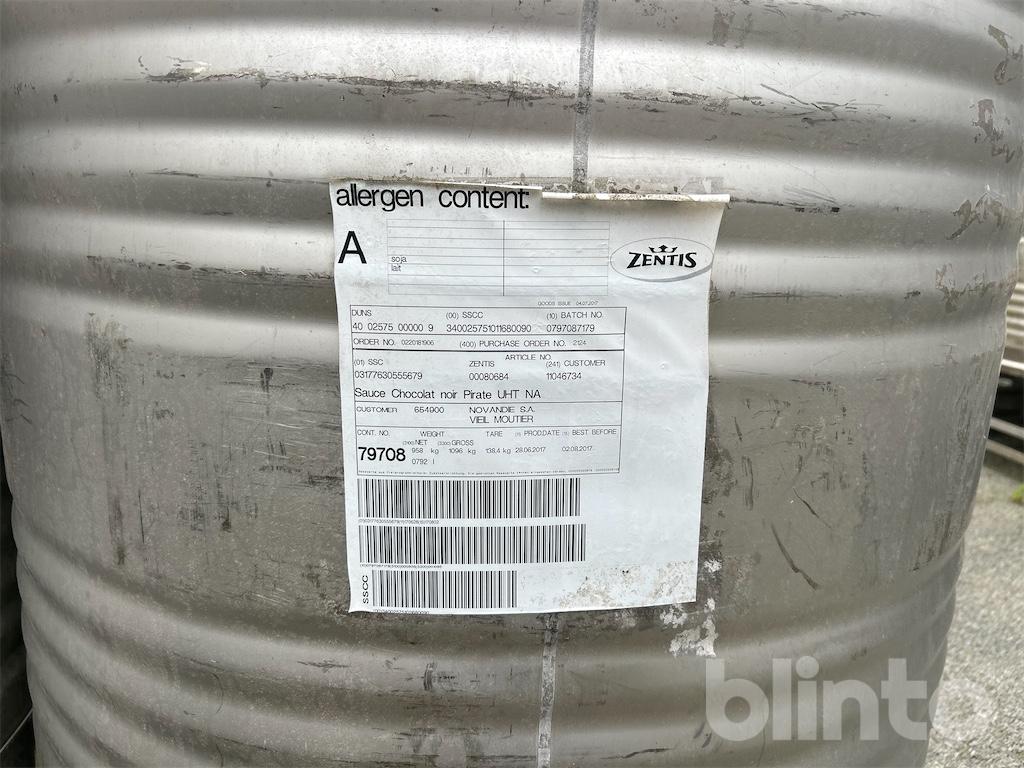 allergen content:
A
soja
lait
ZENTIS
GOODS ISSUE 04.07.2017
DUNS (00) SSCC (10) BATCH NO.
40 02575 00000 9 340025751011680090 0797087179
ORDER NO. 0220181906 (400) PURCHASE ORDER NO. 2124
ARTICLE NO.
(01) SSC ZENTIS (241) CUSTOMER
03177630555679 00080684 11046734
Sauce Chocolat noir Pirate UHT NA
CUSTOMER 654900 NOVANDIE S.A.
VIEIL MOUTIER
CONT. NO. WEIGHT TARE PROD.DATE BEST BEFORE
NET GROSS
79708 958 kg 1096 kg 138,4 kg 28.06.2017 02.08.2017
0792 l
SSCC
blinto